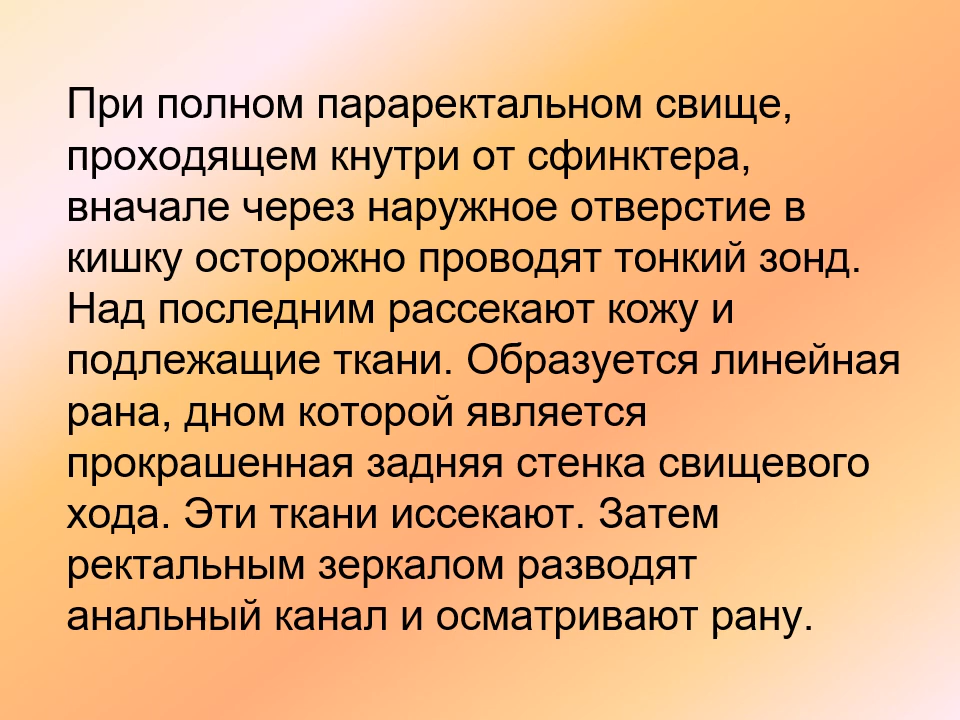 При полном параректальном свище,
проходящем кнутри от сфинктера,
вначале через наружное отверстие в
кишку осторожно проводят тонкий зонд.
Над последним рассекают кожу и
подлежащие ткани. Образуется линейная
рана, дном которой является
прокрашенная задняя стенка свищевого
хода. Эти ткани иссекают. Затем
ректальным зеркалом разводят
анальный канал и осматривают рану.